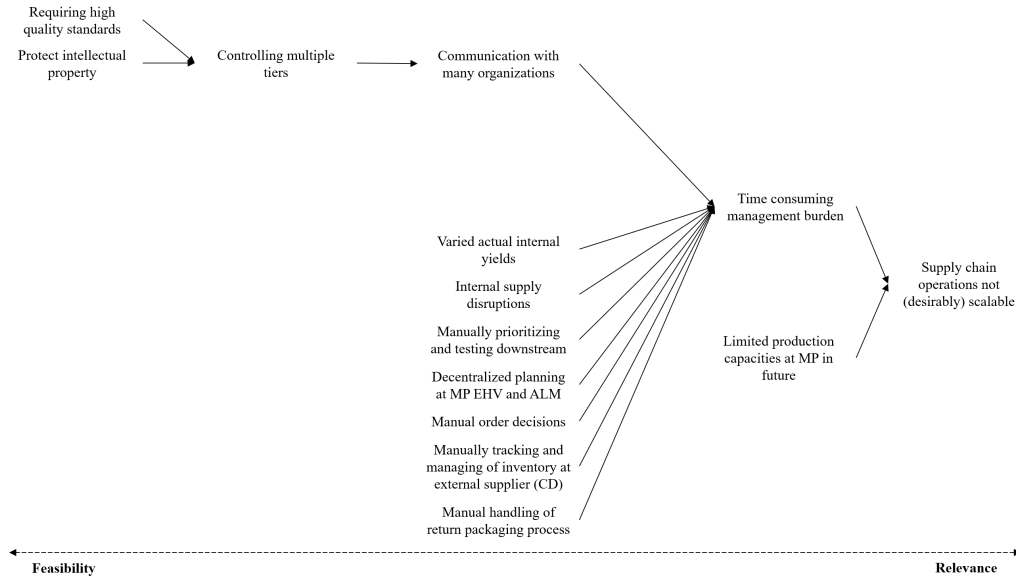 Requiring high
quality standards
Protect intellectual
property
Controlling multiple
tiers
Communication with
many organizations
Time consuming
management burden
Varied actual internal
yields
Internal supply
disruptions
Manually prioritizing
and testing downstream
Decentralized planning
at MP EHV and ALM
Manual order decisions
Manually tracking and
managing of inventory at
external supplier (CD)
Manual handling of
return packaging process
Supply chain
operations not
(desirably) scalable
Limited production
capacities at MP in
future
Feasibility
Relevance